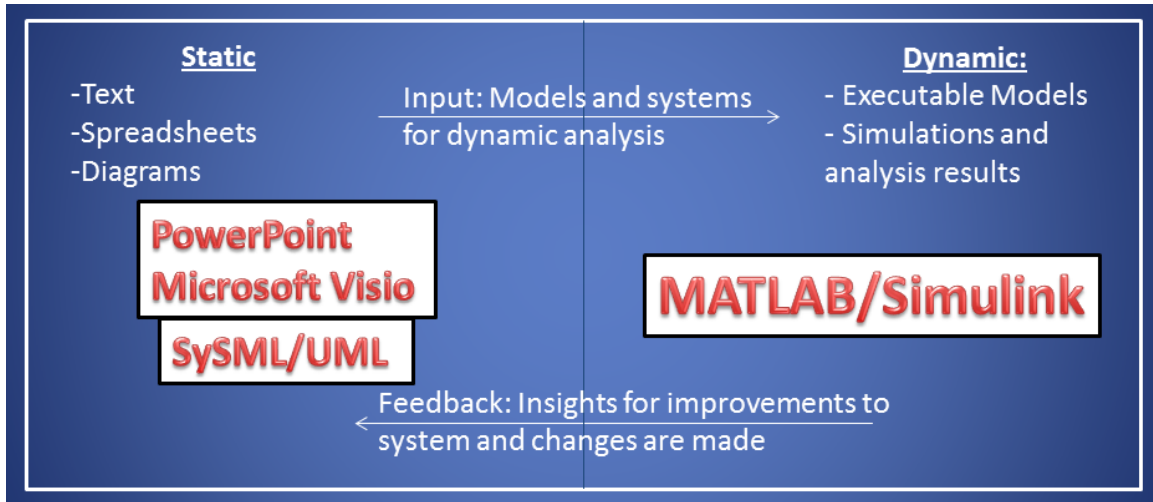 Static
-Text
-Spreadsheets
-Diagrams
PowerPoint
Microsoft Visio
SySML/UML
Input: Models and systems
for dynamic analysis
Dynamic:
- Executable Models
- Simulations and
analysis results
MATLAB/Simulink
Feedback: Insights for improvements to
system and changes are made